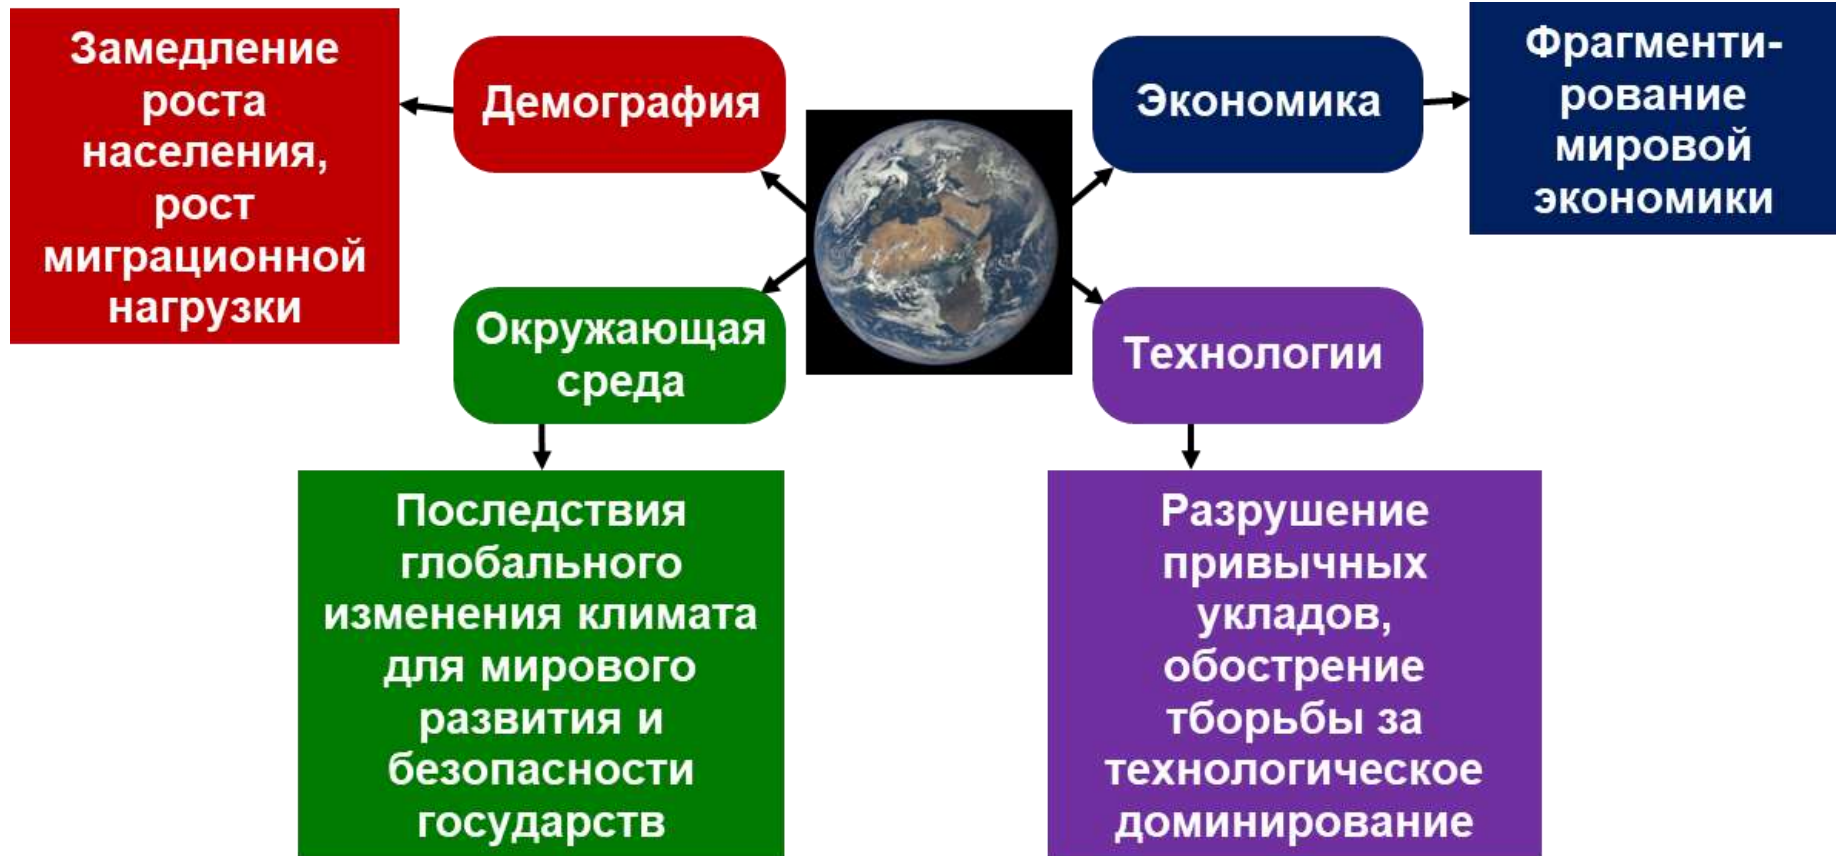 Замедление
роста
населения,
рост
миграционной
нагрузки
Демография
Экономика
Фрагменти-
рование
мировой
экономики
Окружающая
среда
Технологии
Последствия
глобального
изменения климата
для мирового
развития и
безопасности
государств
Разрушение
привычных
укладов,
обострение
тборьбы за
технологическое
доминирование